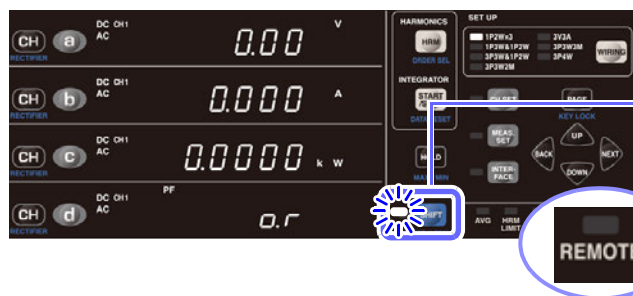 CH a DC CH1 AC 0.00 V
RECTIFIER
CH b DC CH1 AC 0.000 A
RECTIFIER
CH c DC CH1 AC 0.0000 k W
RECTIFIER
PF
CH d DC CH1 AC o.r
RECTIFIER
HARMONICS
HRM
ORDER SEL
INTEGRATOR
START
DATA RESET
HOLD
SHIFT
SET UP
1P2Wx3 3V3A
1P3W&1P2W 3P3W3M
3P3W&1P2W 3P4W
3P3W2M
WIRING
CH SET
PAGE
KEY LOCK
MEAS.
SET
INTER-
FACE
UP
BACK
NEXT
DOWN
AVG HRM
LIMIT
REMOTE